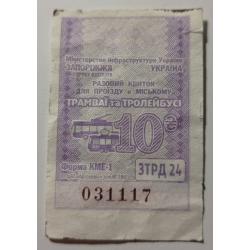 Міністерство інфраструктури України
ЗАПОРІЖЖЯ УКРАЇНА
РАЗОВИЙ КВИТОК
ДЛЯ ПРОЇЗДУ В МІСЬКОМУ
ТРАМВАЇ та ТРОЛЕЙБУСІ
10
Форма КМЕ-1
ЗТРД 24
031117